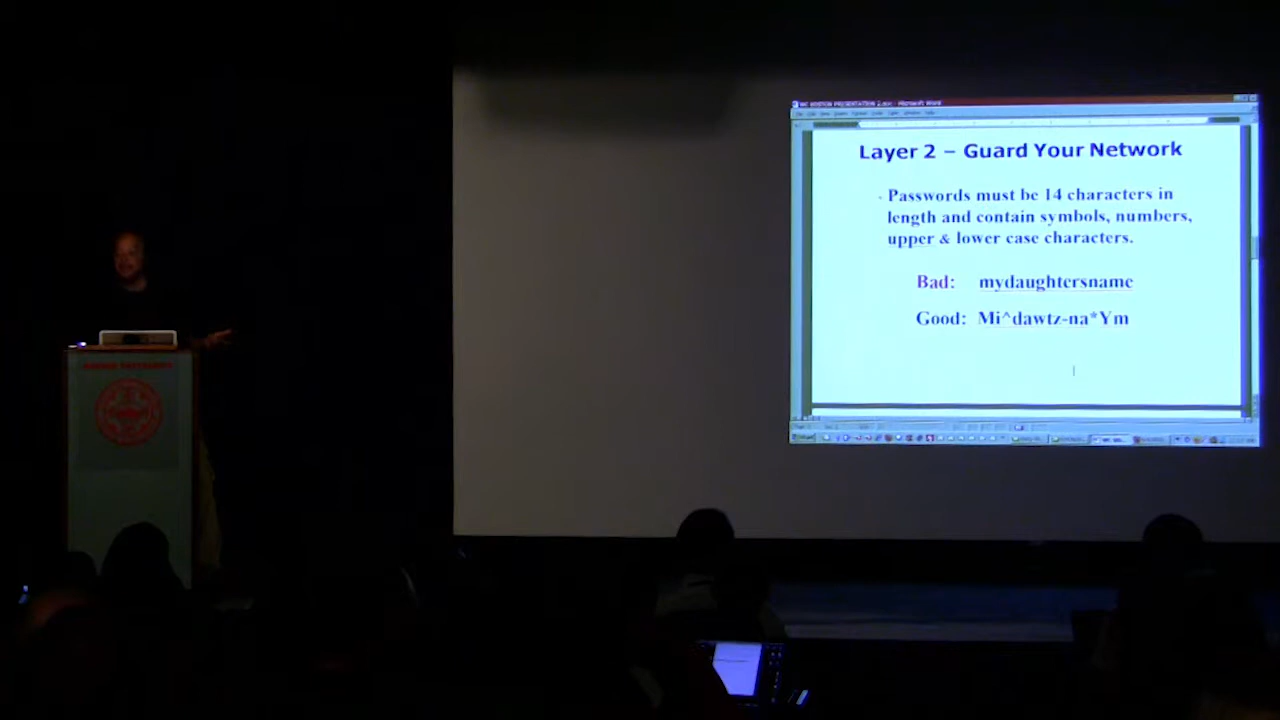 Layer 2 – Guard Your Network
Passwords must be 14 characters in
length and contain symbols, numbers,
upper & lower case characters.
Bad: mydaughtersname
Good: Mi^dawtz-na*Ym